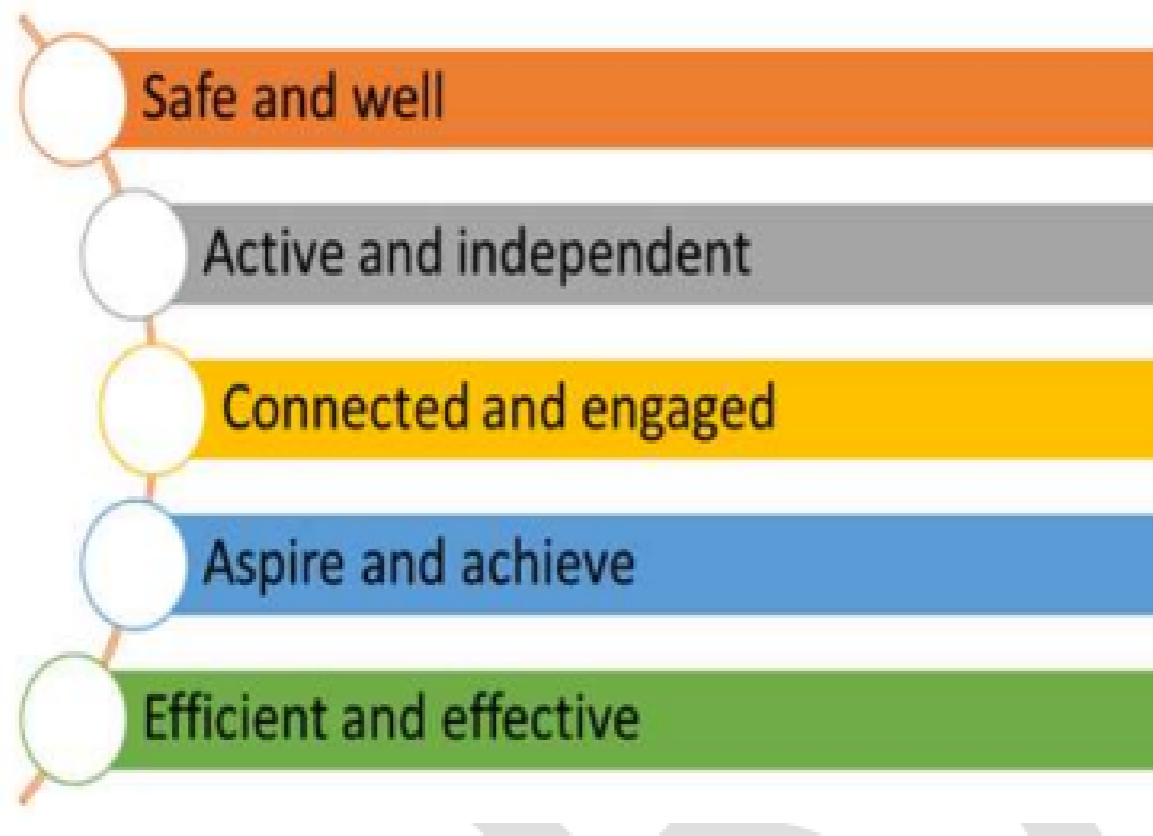 Safe and well
Active and independent
Connected and engaged
Aspire and achieve
Efficient and effective